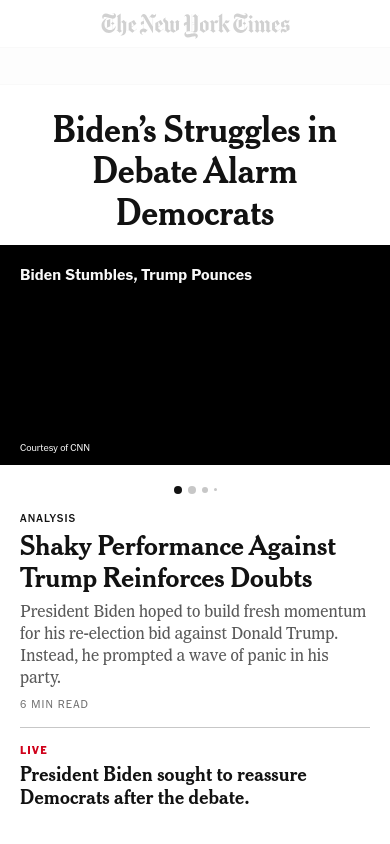 The New York Times
Biden’s Struggles in
Debate Alarm
Democrats
Biden Stumbles, Trump Pounces
Courtesy of CNN
ANALYSIS
Shaky Performance Against
Trump Reinforces Doubts
President Biden hoped to build fresh momentum
for his re-election bid against Donald Trump.
Instead, he prompted a wave of panic in his
party.
6 MIN READ
LIVE
President Biden sought to reassure
Democrats after the debate.